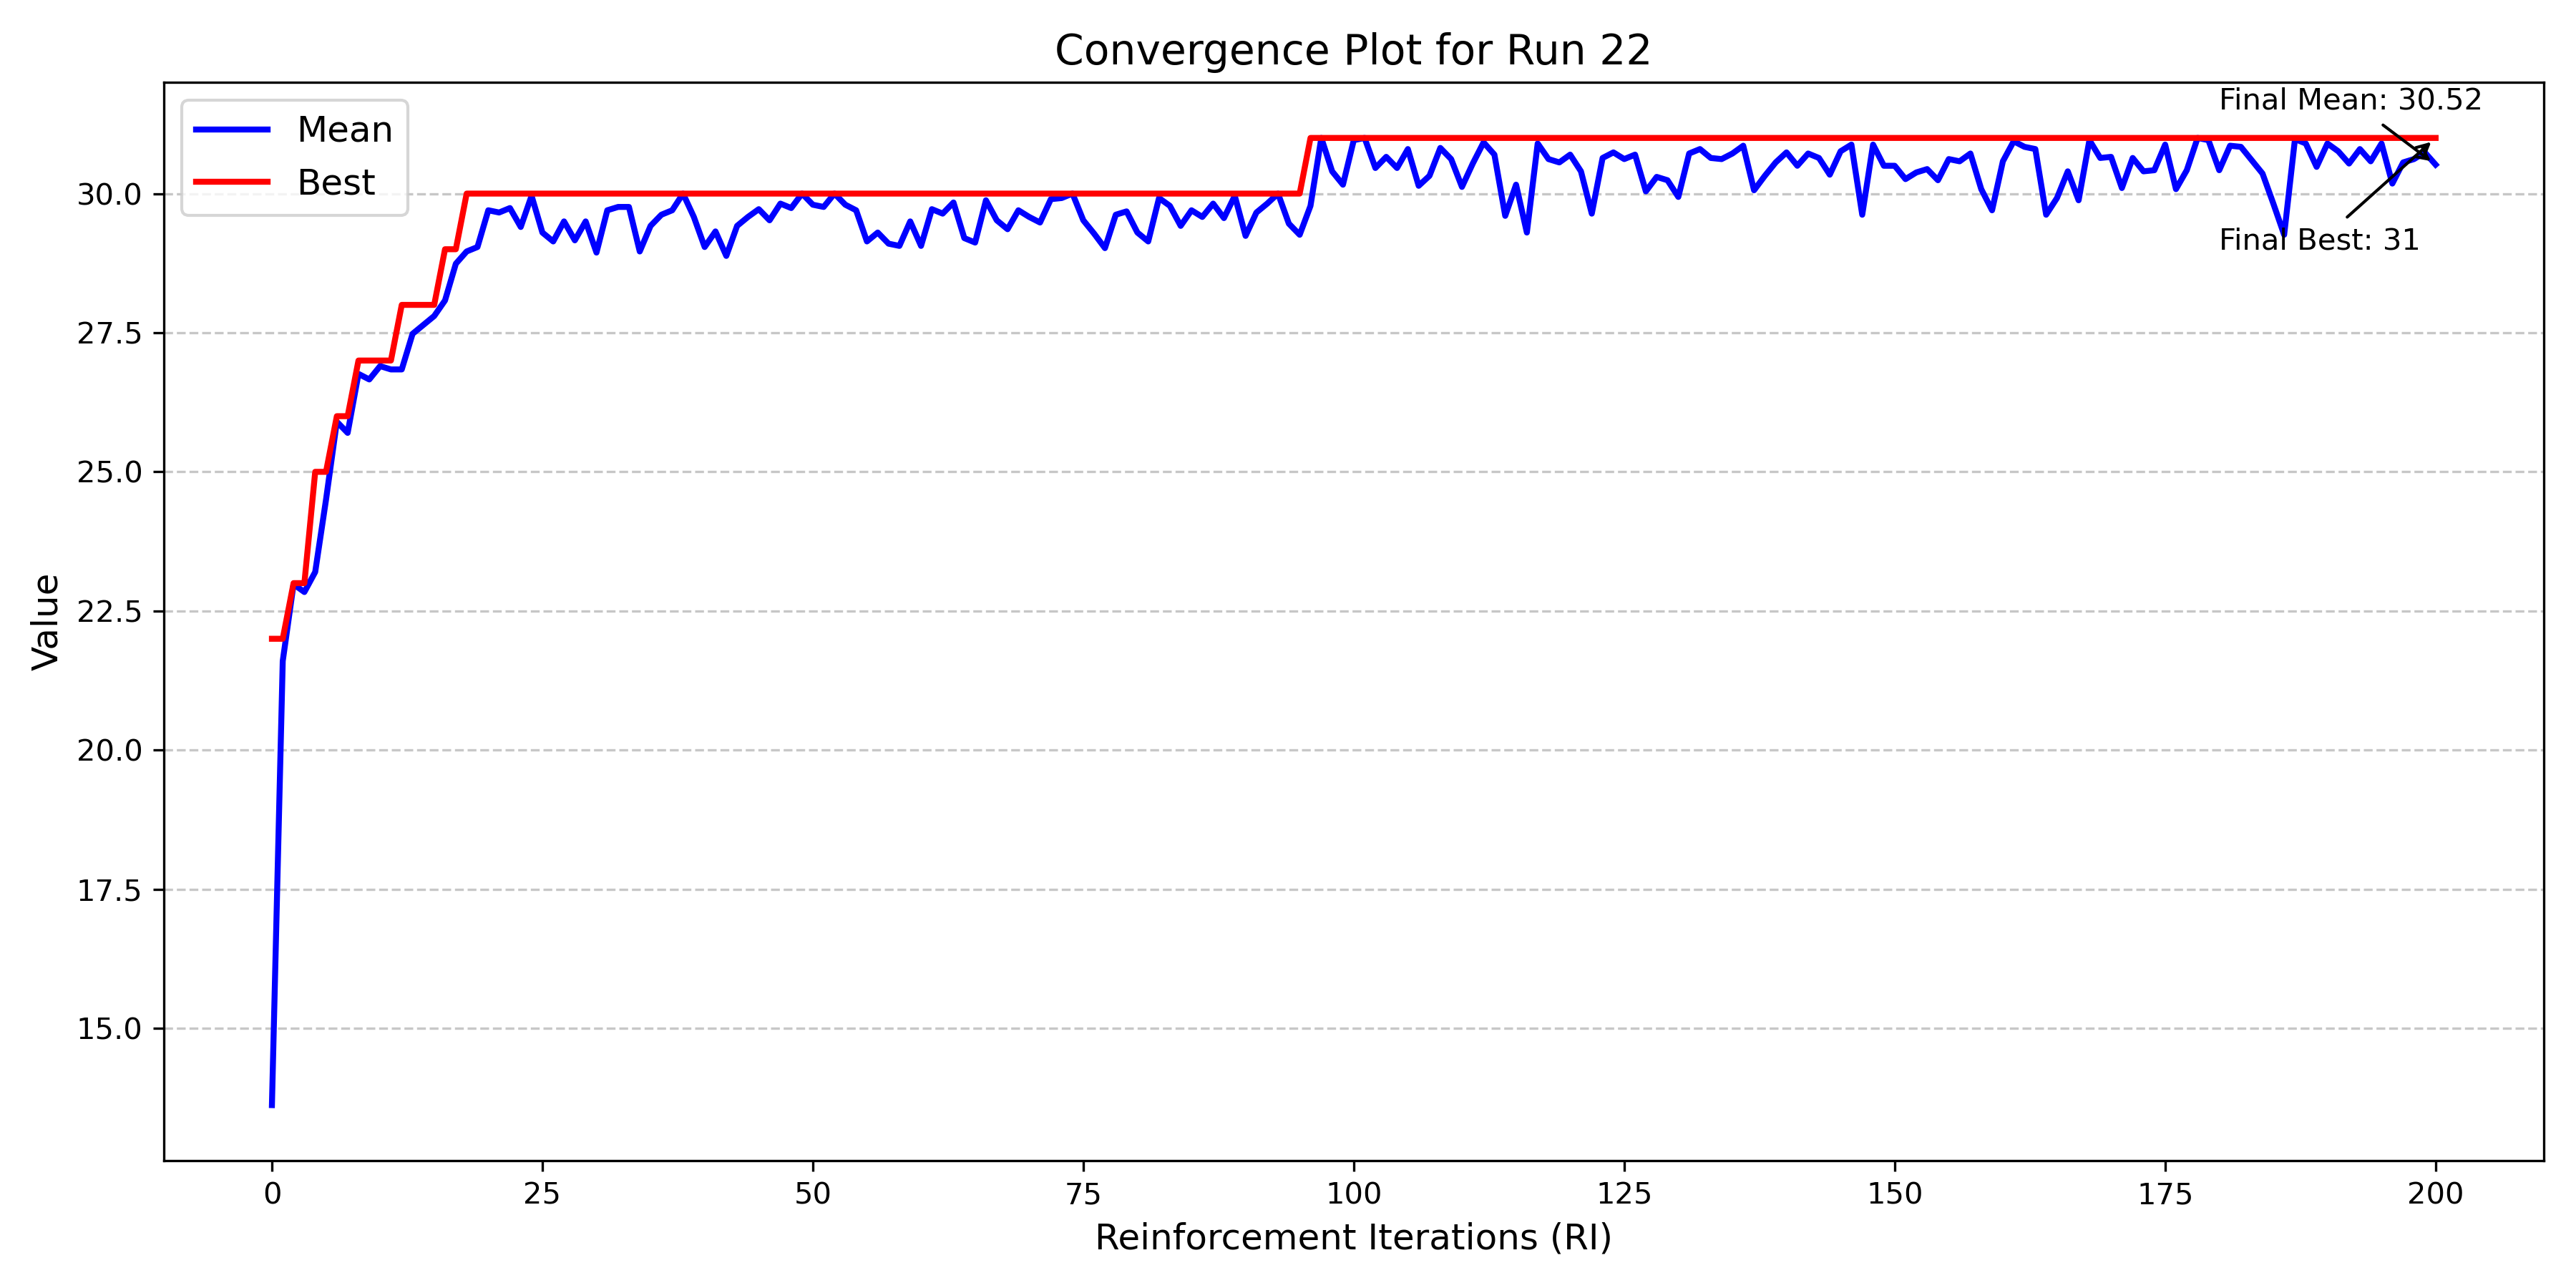 Convergence Plot for Run 22
Mean
Best
Final Mean: 30.52
Final Best: 31
Value
30.0
27.5
25.0
22.5
20.0
17.5
15.0
0 25 50 75 100 125 150 175 200
Reinforcement Iterations (RI)